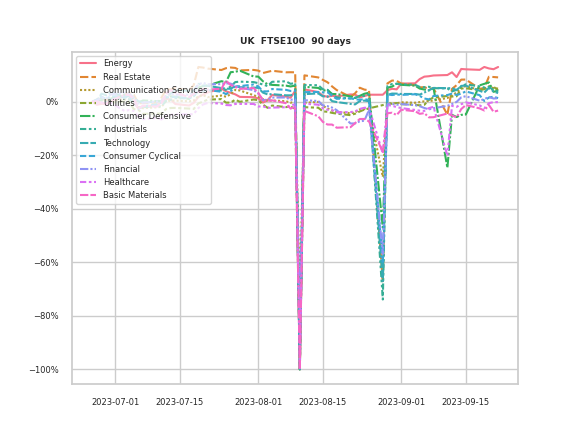 UK  FTSE100  90 days
Energy
Real Estate
Communication Services
Utilities
Consumer Defensive
Industrials
Technology
Consumer Cyclical
Financial
Healthcare
Basic Materials
0%
−20%
−40%
−60%
−80%
−100%
2023-07-01 2023-07-15 2023-08-01 2023-08-15 2023-09-01 2023-09-15